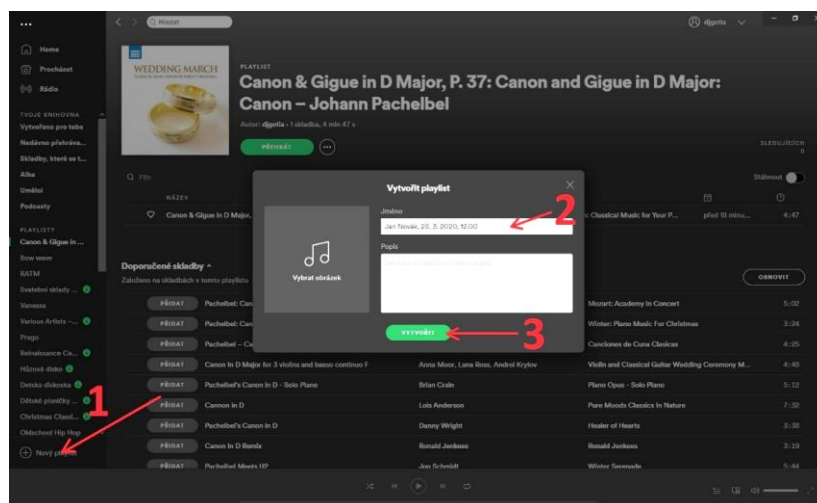 Hledat
djgotla
Home
Procházet
Rádio
TVOJE KNIHOVNA
Vytvořeno pro tebe
Nedávno přehráva...
Skladby, které se t...
Alba
Umělci
Podcasty
PLAYLISTY
Canon & Gigue in ...
Bow wave
RATM
Svatební sklady ...
Vanessa
Various Artists – ...
Prago
Reinaissance Ca...
Hůzová disko
Detska diskoska
Dětské písničky ...
Christmas Classi...
Oldschool Hip Hop
Nový playlist
WEDDING MARCH
PLAYLIST
Canon & Gigue in D Major, P. 37: Canon and Gigue in D Major:
Canon – Johann Pachelbel
Autor: djgotla • 1 skladba, 4 min 47 s
PŘEHRÁT
SLEDUJÍCÍCH
0
Filtr
Stáhnout
NÁZEV
Canon & Gigue in D Major,
: Classical Music for Your P...
před 10 minu...
4:47
Vytvořit playlist
Jméno
Jan Novák, 28. 3. 2020, 12:00
Popis
Vybrat obrázek
VYTVOŘIT
1
2
3
Doporučené skladby
Založeno na skladbách v tomto playlistu
OBNOVIT
PŘIDAT
Pachelbel: Can
Mozart: Academy in Concert
5:02
PŘIDAT
Pachelbel: Can
Winter: Piano Music For Christmas
3:24
PŘIDAT
Pachelbel – Ca
Canciones de Cuna Clasicas
4:25
PŘIDAT
Canon In D Major for 3 violins and basso continuo F
Anna Moor, Lana Ross, Andrei Krylov
Violin and Classical Guitar Wedding Ceremony M...
4:48
PŘIDAT
Pachelbel's Canon In D - Solo Piano
Brian Crain
Piano Opus - Solo Piano
5:12
PŘIDAT
Cannon in D
Lois Anderson
Pure Moods Classics In Nature
7:32
PŘIDAT
Pachelbel's Canon in D
Danny Wright
Healer of Hearts
3:38
PŘIDAT
Canon In D Remix
Ronald Jenkees
Ronald Jenkees
3:19
PŘIDAT
Pachelbel Meets U2
Jon Schmidt
Winter Serenade
5:44